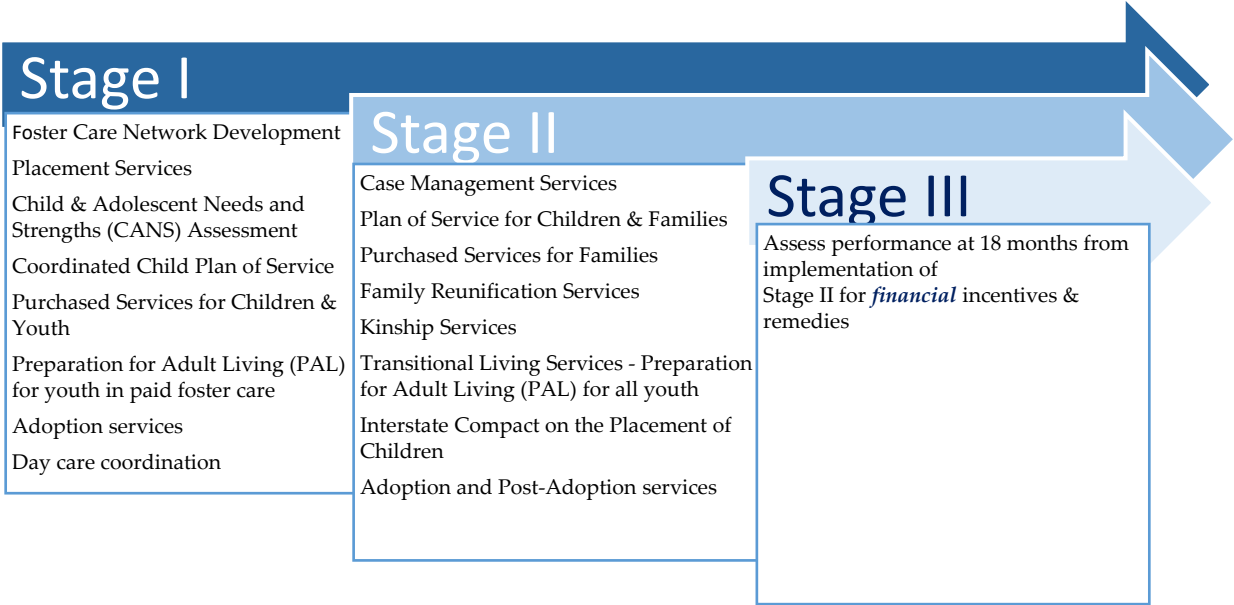 Stage I
Foster Care Network Development
Placement Services
Child & Adolescent Needs and
Strengths (CANS) Assessment
Coordinated Child Plan of Service
Purchased Services for Children &
Youth
Preparation for Adult Living (PAL)
for youth in paid foster care
Adoption services
Day care coordination
Stage II
Case Management Services
Plan of Service for Children & Families
Purchased Services for Families
Family Reunification Services
Kinship Services
Transitional Living Services - Preparation
for Adult Living (PAL) for all youth
Interstate Compact on the Placement of
Children
Adoption and Post-Adoption services
Stage III
Assess performance at 18 months from
implementation of
Stage II for financial incentives &
remedies